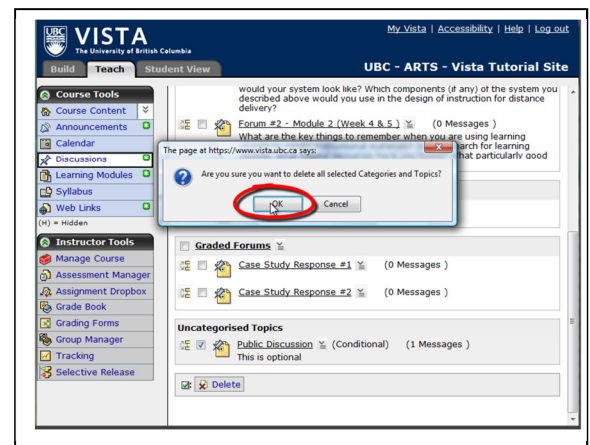 UBC
VISTA
The University of British Columbia
My Vista | Accessibility | Help | Log out
Build Teach Student View
UBC - ARTS - Vista Tutorial Site
Course Tools
Course Content
Announcements
Calendar
Discussions
Learning Modules
Syllabus
Web Links
(H) = Hidden
Instructor Tools
Manage Course
Assessment Manager
Assignment Dropbox
Grade Book
Grading Forms
Group Manager
Tracking
Selective Release
would your system look like? Which components (if any) of the system you
described above would you use in the design of instruction for distance
delivery?
Forum #2 - Module 2 (Week 4 & 5 ) (0 Messages )
What are the key things to remember when you are using learning
earch for learning
hat particularly good
The page at https://www.vista.ubc.ca says:
Are you sure you want to delete all selected Categories and Topics?
OK Cancel
Graded Forums
Case Study Response #1 (0 Messages )
Case Study Response #2 (0 Messages )
Uncategorised Topics
Public Discussion (Conditional) (1 Messages )
This is optional
Delete